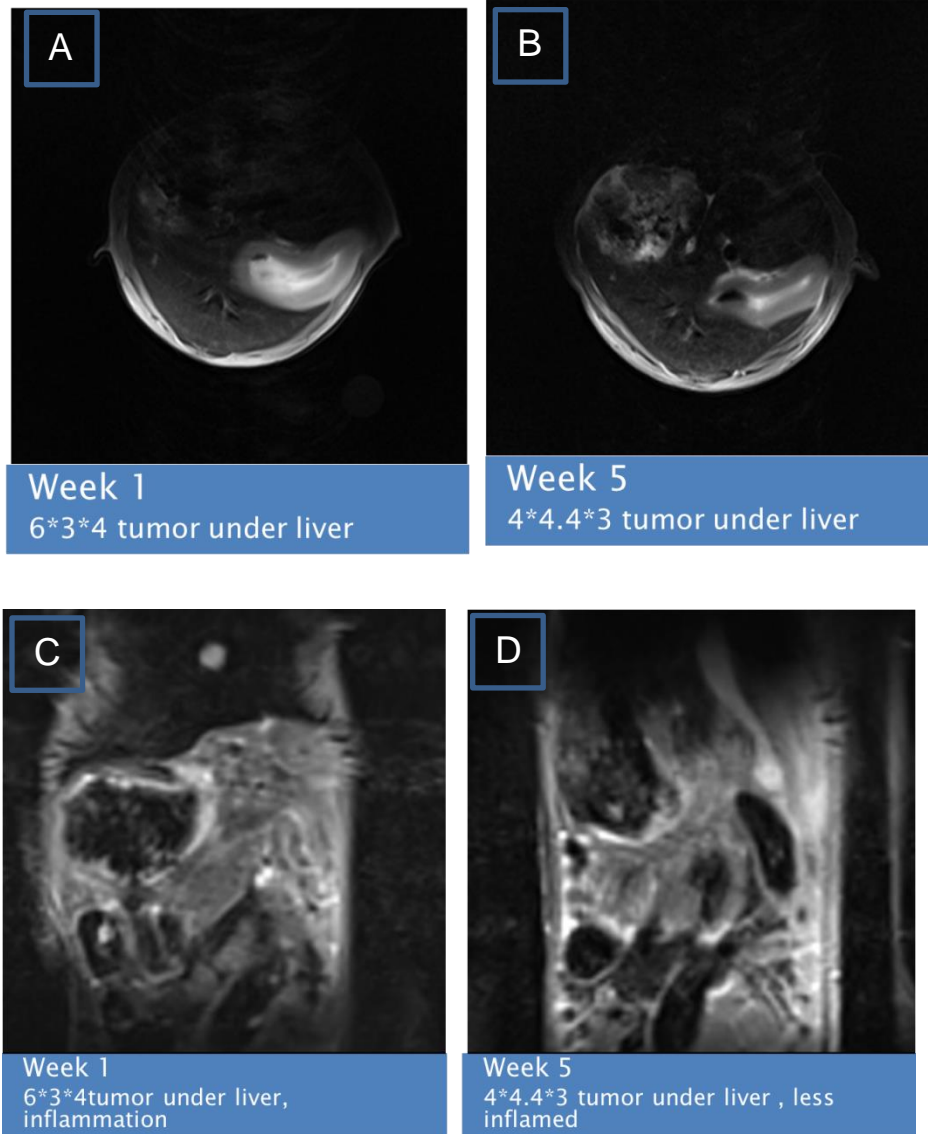 A
B
Week 1
6*3*4 tumor under liver
Week 5
4*4.4*3 tumor under liver
C
D
Week 1
6*3*4tumor under liver,
inflammation
Week 5
4*4.4*3 tumor under liver , less
inflamed